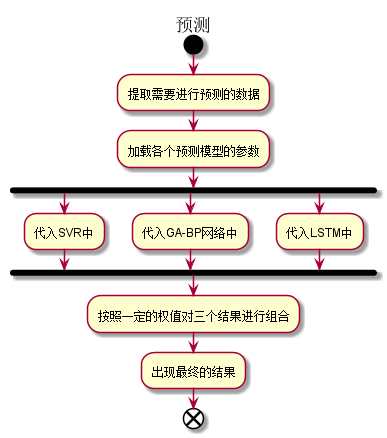 预测
提取需要进行预测的数据
加载各个预测模型的参数
代入SVR中
代入GA-BP网络中
代入LSTM中
按照一定的权值对三个结果进行组合
出现最终的结果